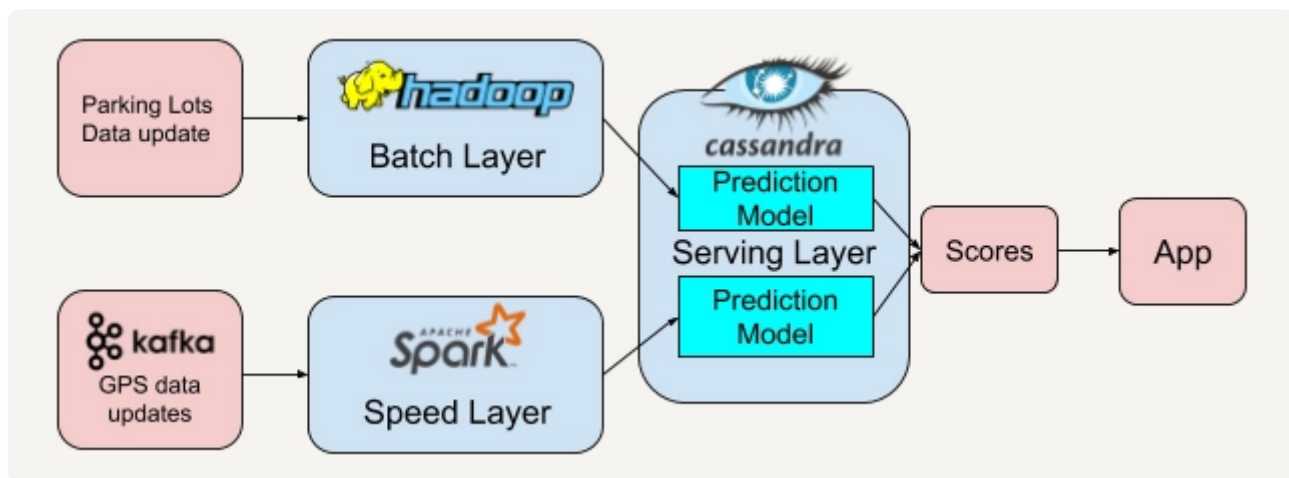 Parking Lots
Data update
hadoop
Batch Layer
kafka
GPS data
updates
APACHE
Spark
Speed Layer
cassandra
Prediction
Model
Serving Layer
Prediction
Model
Scores
App